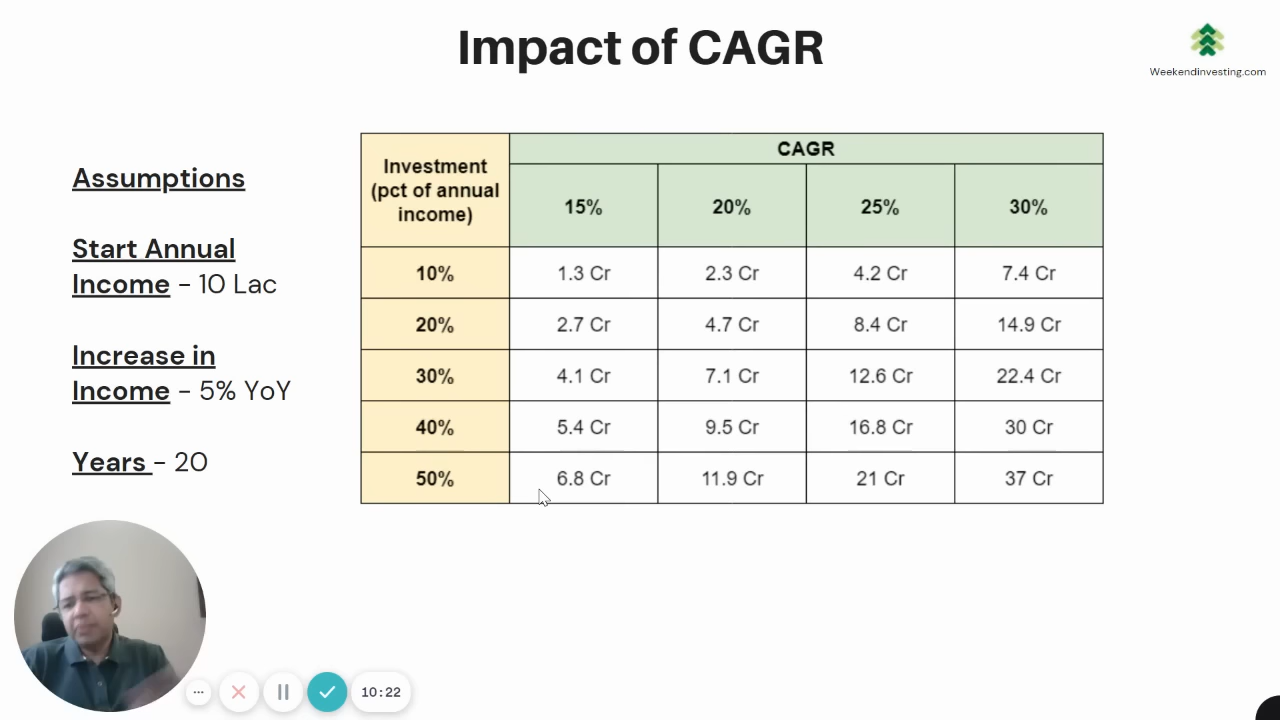 Impact of CAGR
Weekendinvesting.com
Assumptions
Start Annual
Income - 10 Lac
Increase in
Income - 5% YoY
Years - 20
Investment
(pct of annual
income)
CAGR
15% 20% 25% 30%
10% 1.3 Cr 2.3 Cr 4.2 Cr 7.4 Cr
20% 2.7 Cr 4.7 Cr 8.4 Cr 14.9 Cr
30% 4.1 Cr 7.1 Cr 12.6 Cr 22.4 Cr
40% 5.4 Cr 9.5 Cr 16.8 Cr 30 Cr
50% 6.8 Cr 11.9 Cr 21 Cr 37 Cr
10:22